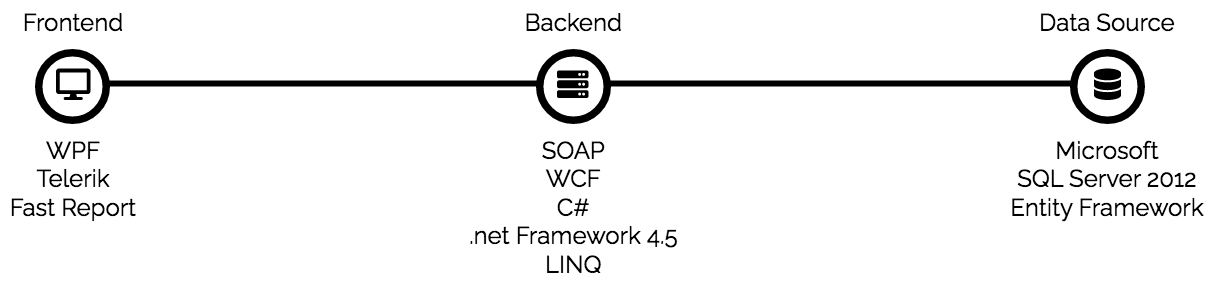 Frontend
Backend
Data Source
WPF
Telerik
Fast Report
SOAP
WCF
C#
.net Framework 4.5
LINQ
Microsoft
SQL Server 2012
Entity Framework